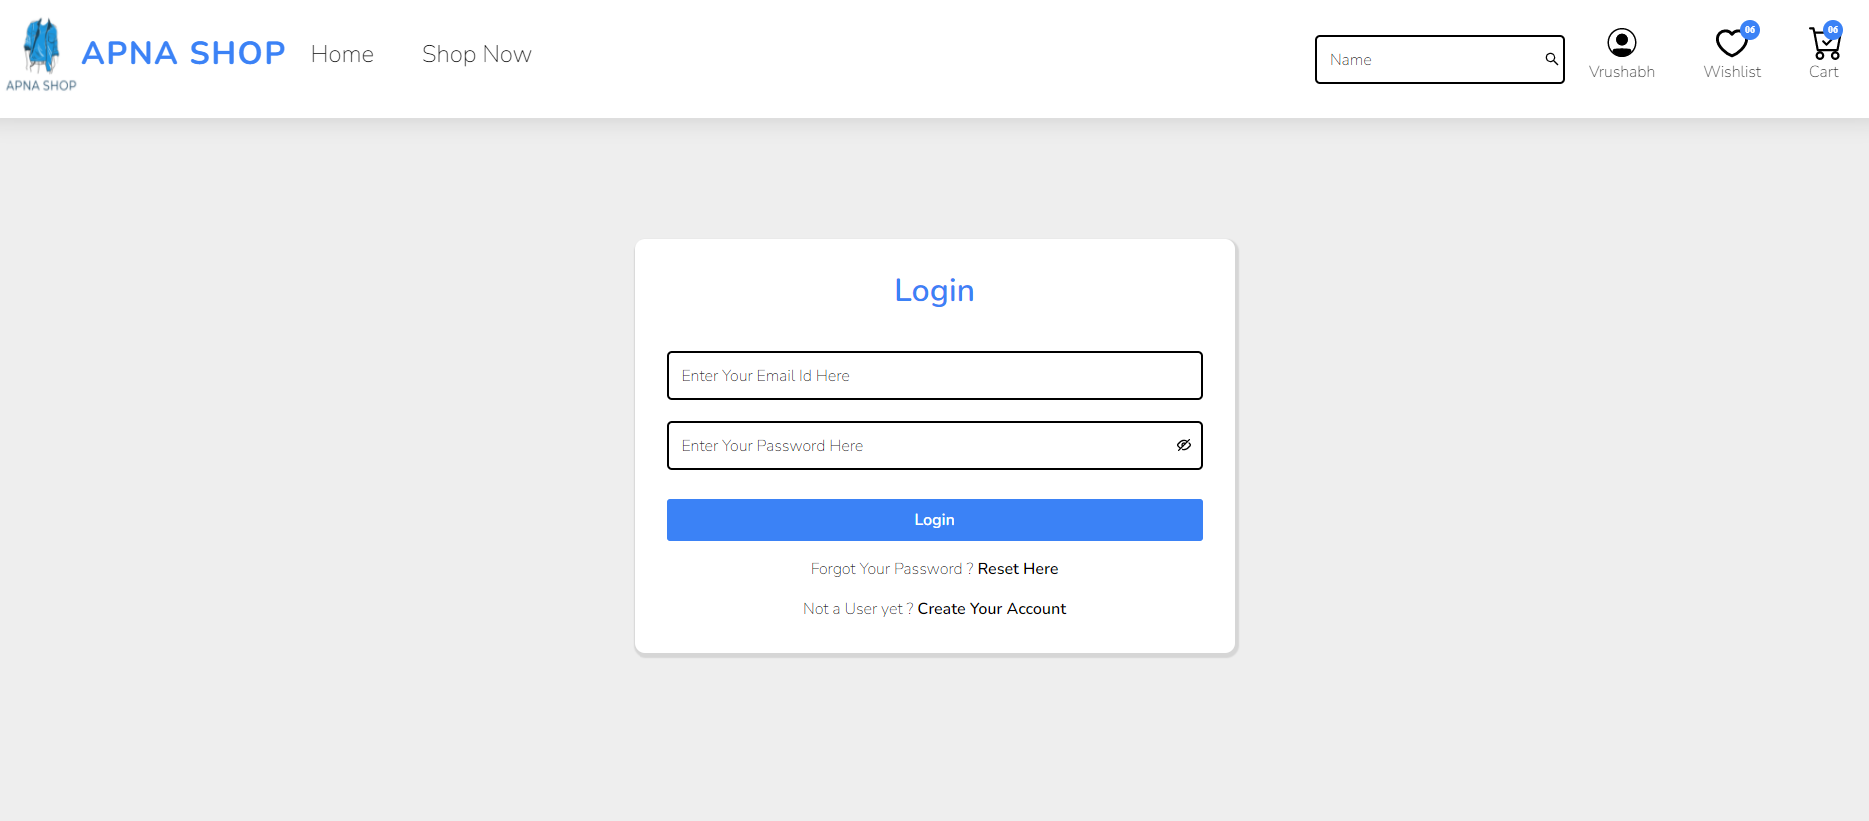 APNA SHOP
APNA SHOP
Home
Shop Now
Name
Vrushabh
06
Wishlist
06
Cart
Login
Enter Your Email Id Here
Enter Your Password Here
Login
Forgot Your Password ? Reset Here
Not a User yet ? Create Your Account